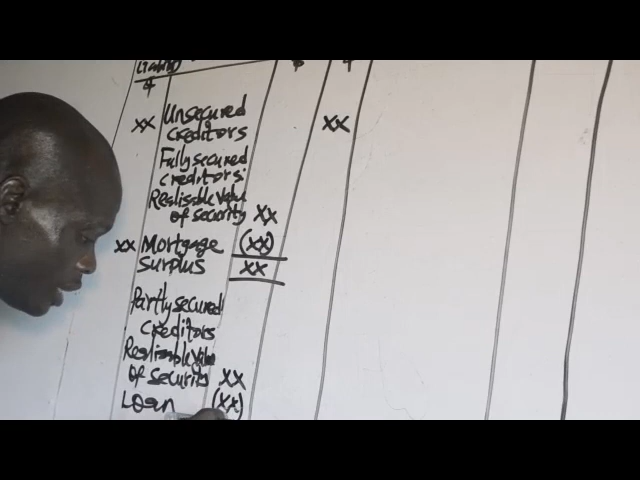 Liability
xx Unsecured xx
creditors
Fully secured
creditors:
Realisable Value
of security xx
xx Mortgage (xx)
Surplus xx
Partly secured
creditors
Realisable Value
of security xx
Loan (xx)